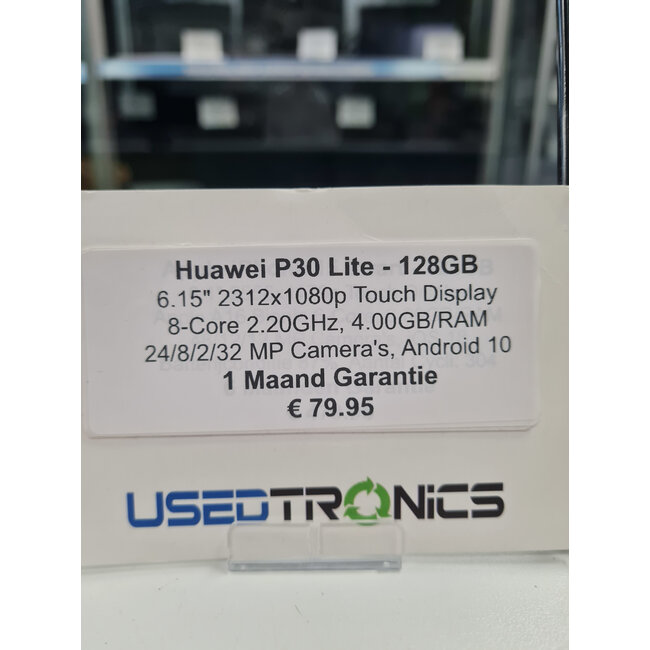 Huawei P30 Lite - 128GB
6.15" 2312x1080p Touch Display
8-Core 2.20GHz, 4.00GB/RAM
24/8/2/32 MP Camera's, Android 10
1 Maand Garantie
€ 79.95
USEDTRONiCS